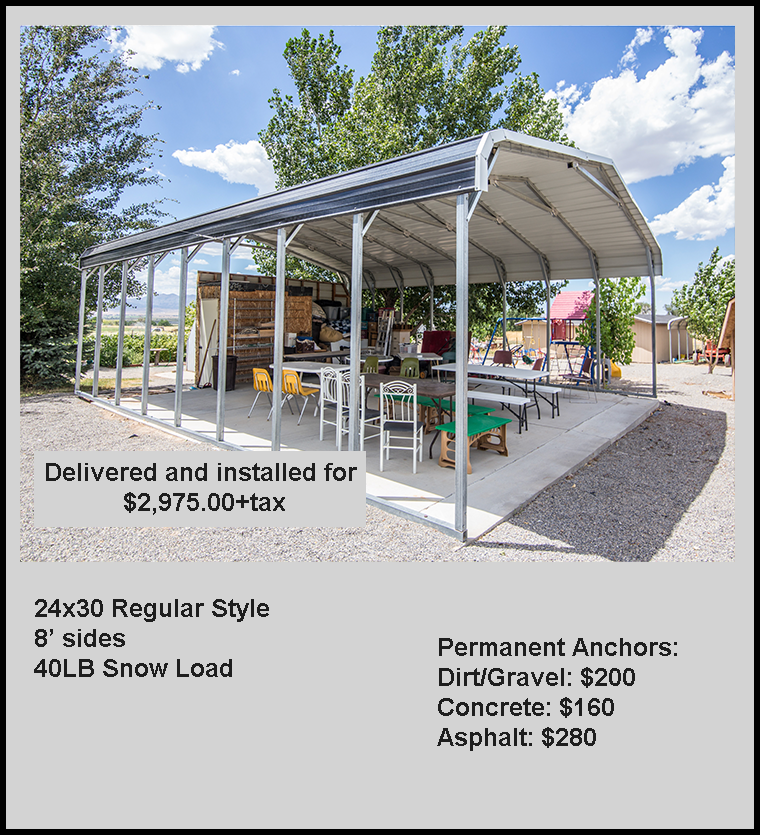 Delivered and installed for
$2,975.00+tax
24x30 Regular Style
8’ sides
40LB Snow Load
Permanent Anchors:
Dirt/Gravel: $200
Concrete: $160
Asphalt: $280